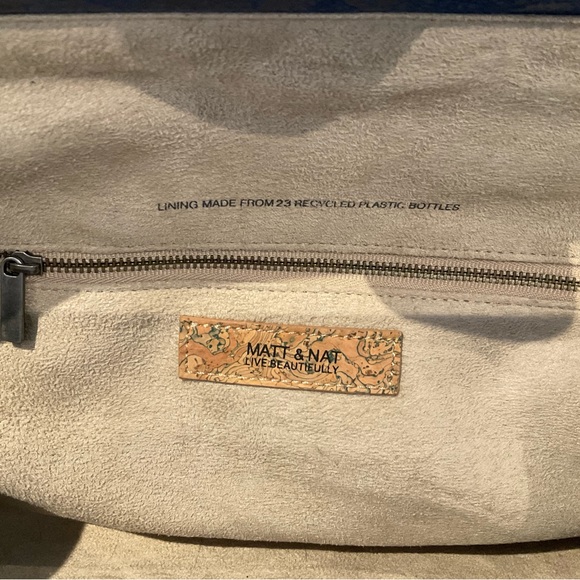 LINING MADE FROM 23 RECYCLED PLASTIC BOTTLES
MATT & NAT
LIVE BEAUTIFULLY